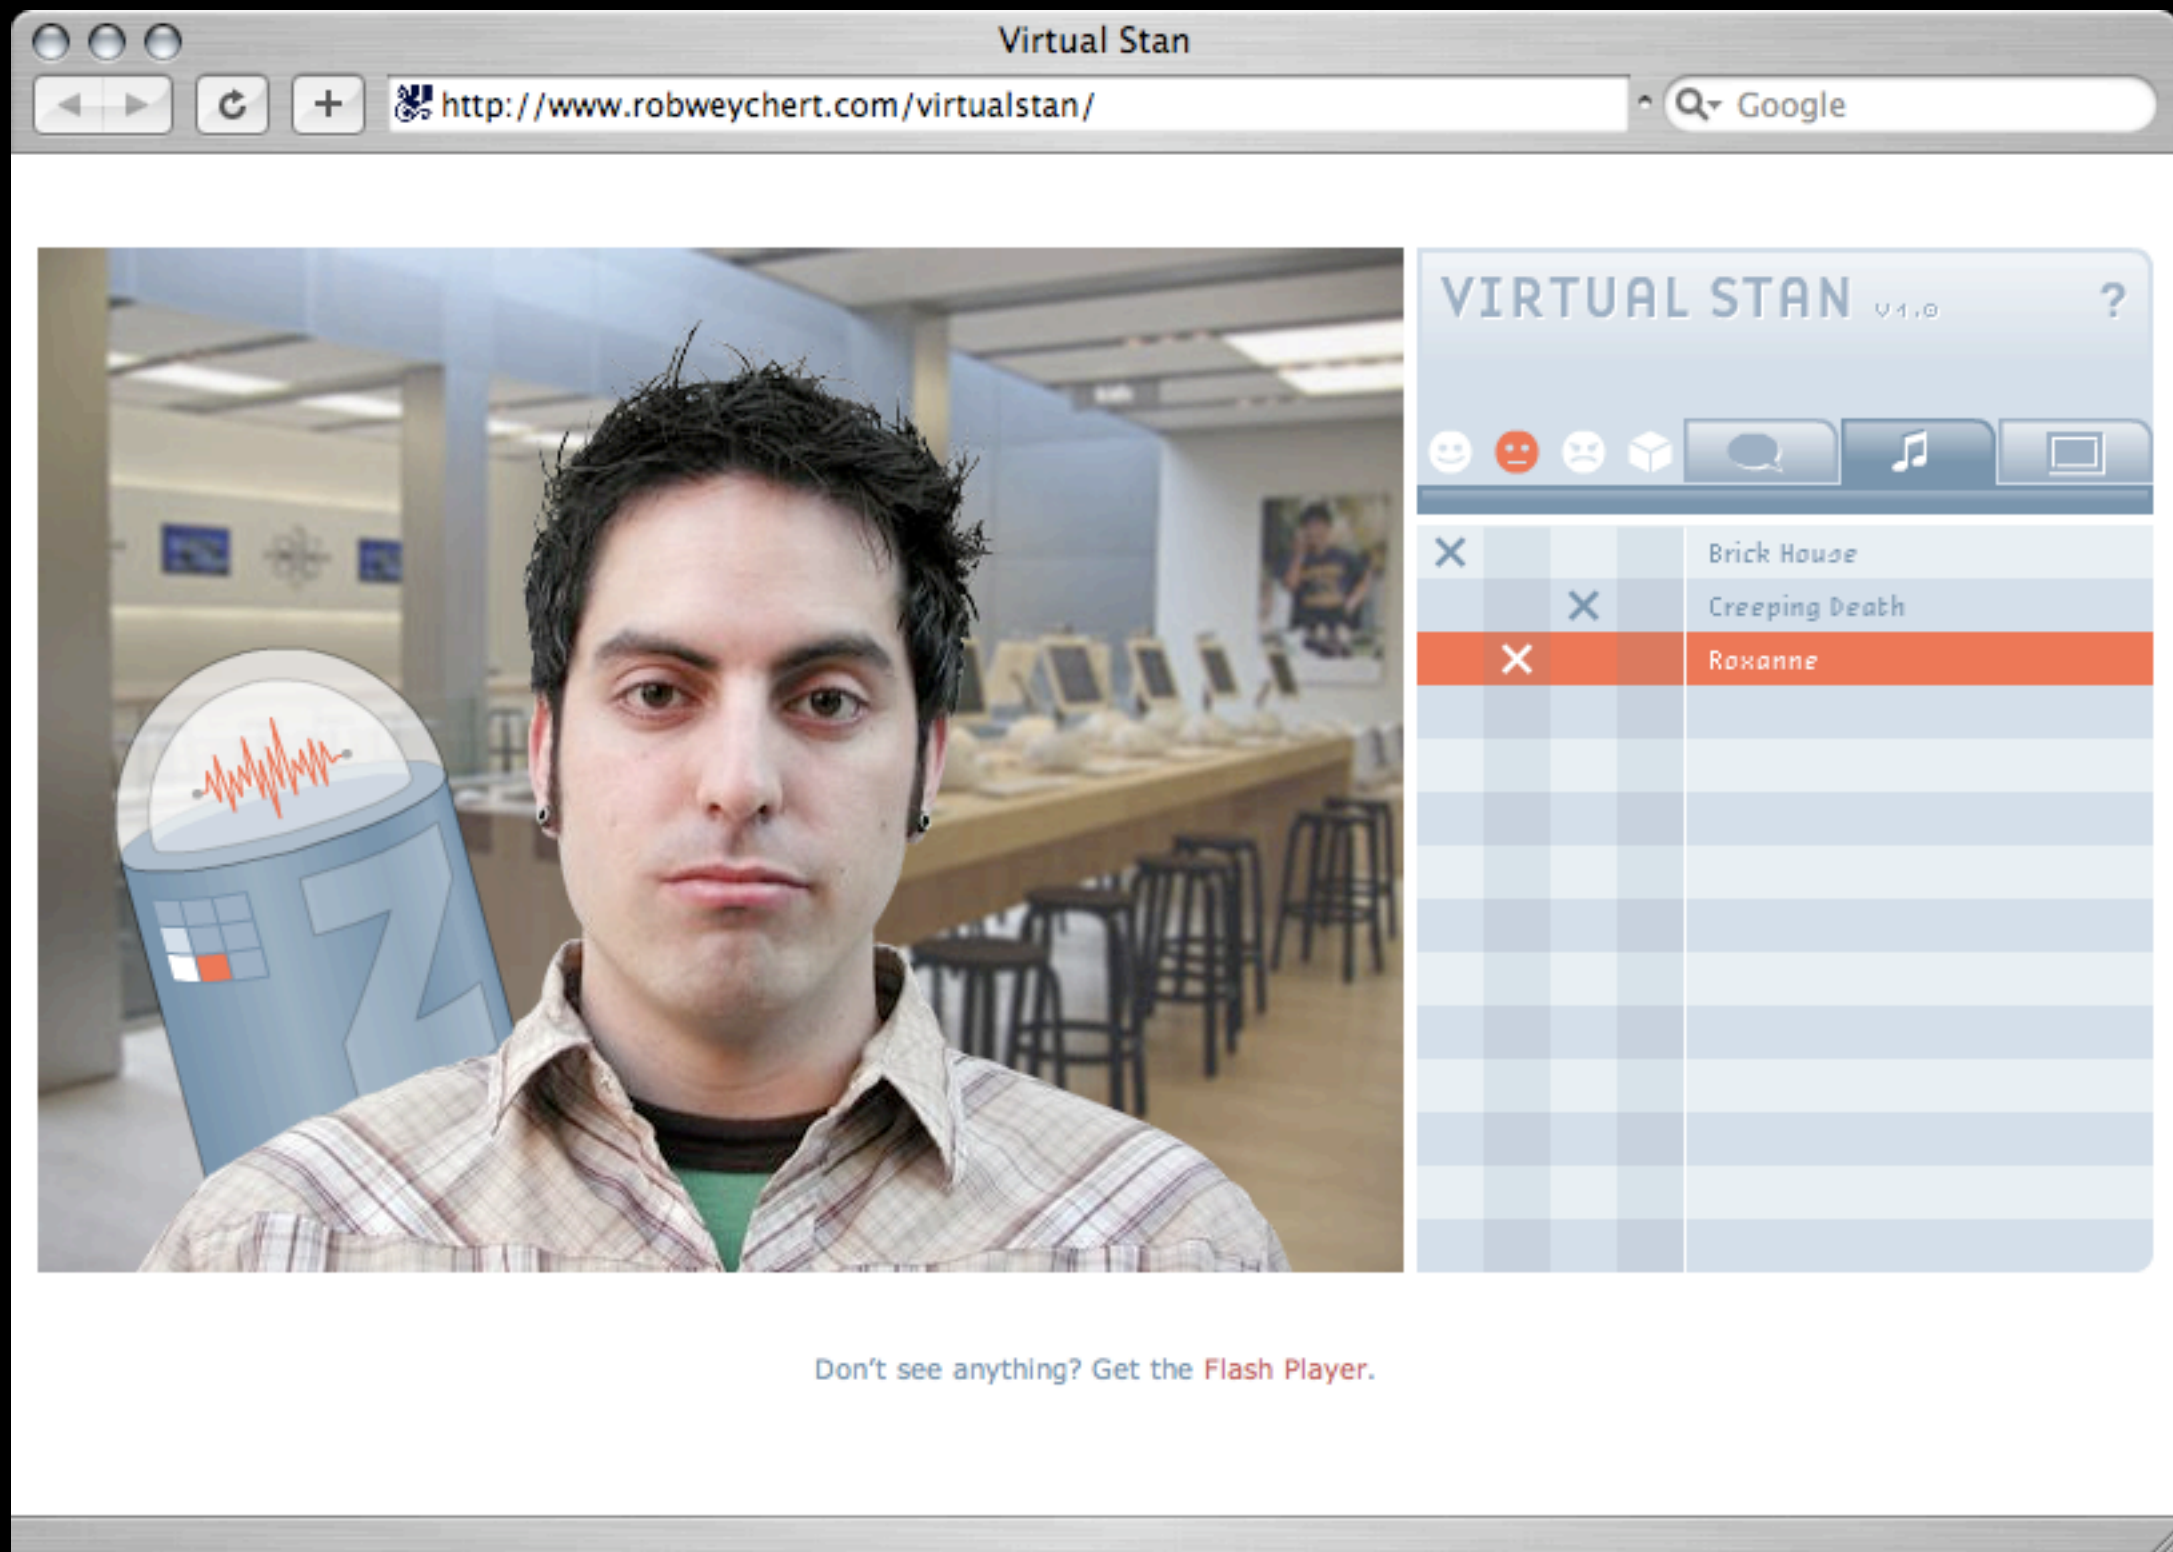 Virtual Stan
http://www.robweychert.com/virtualstan/
Google
VIRTUAL STAN v1.0 ?
Brick House
Creeping Death
Roxanne
Z
Don't see anything? Get the Flash Player.